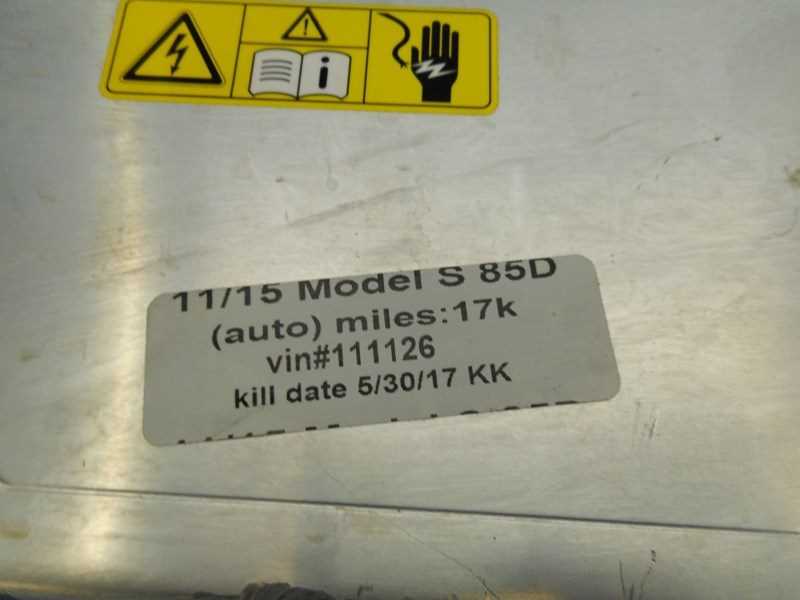 11/15 Model S 85D
(auto) miles:17k
vin#111126
kill date 5/30/17 KK